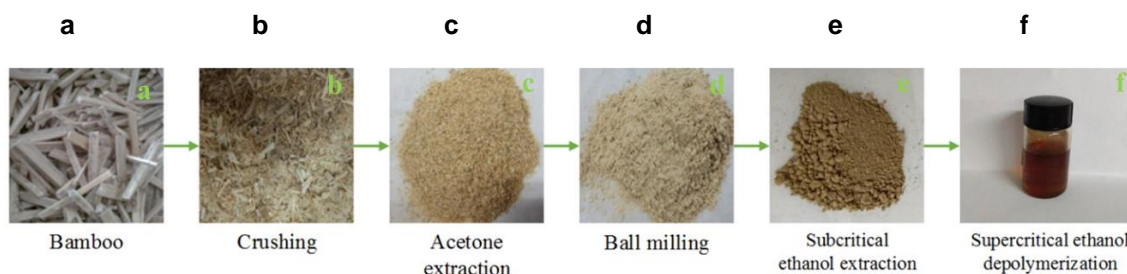 a b c d e f
a b c d e f
Bamboo
Crushing
Acetone
extraction
Ball milling
Subcritical
ethanol extraction
Supercritical ethanol
depolymerization